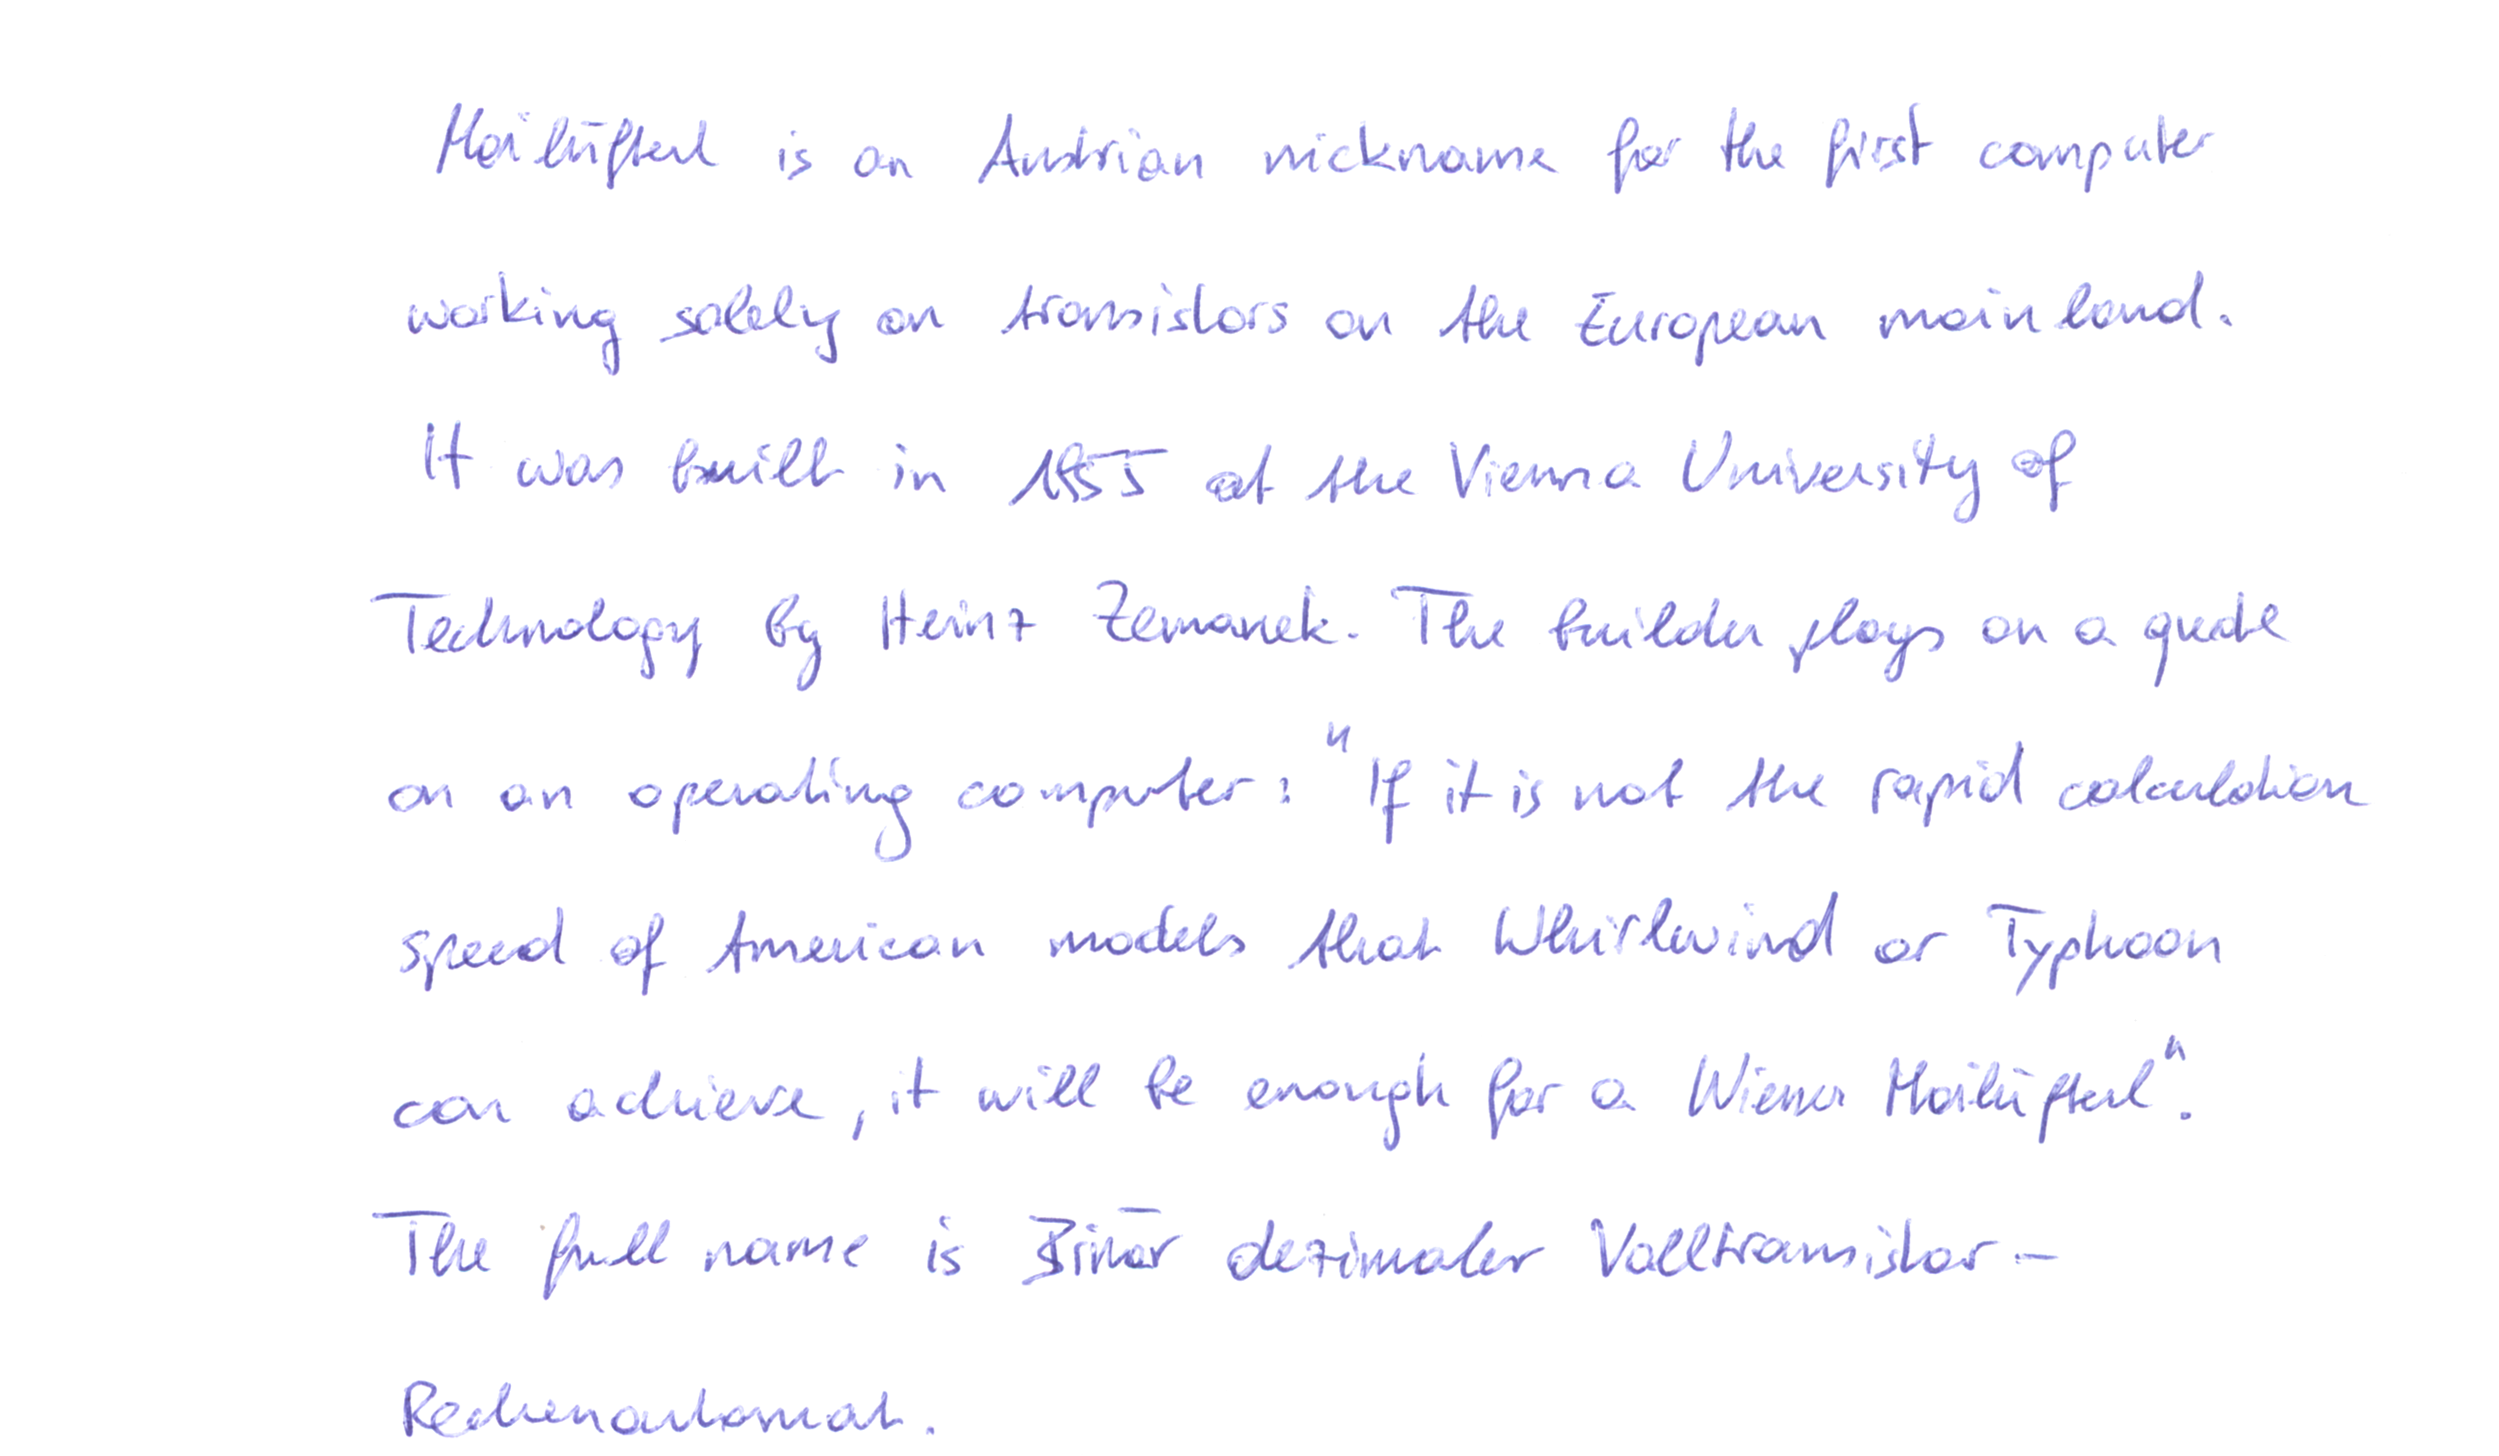 Mailüfterl is an Austrian nickname for the first computer
working solely on transistors on the European mainland.
It was built in 1955 at the Vienna University of
Technology by Heinz Zemanek. The builder plays on a quote
on an operating computer: "If it is not the rapid calculation
speed of American models that Whirlwind or Typhoon
can achieve, it will be enough for a Wiener Mailüfterl".
The full name is Binär dezimaler Volltransistor-
Rechenautomat.